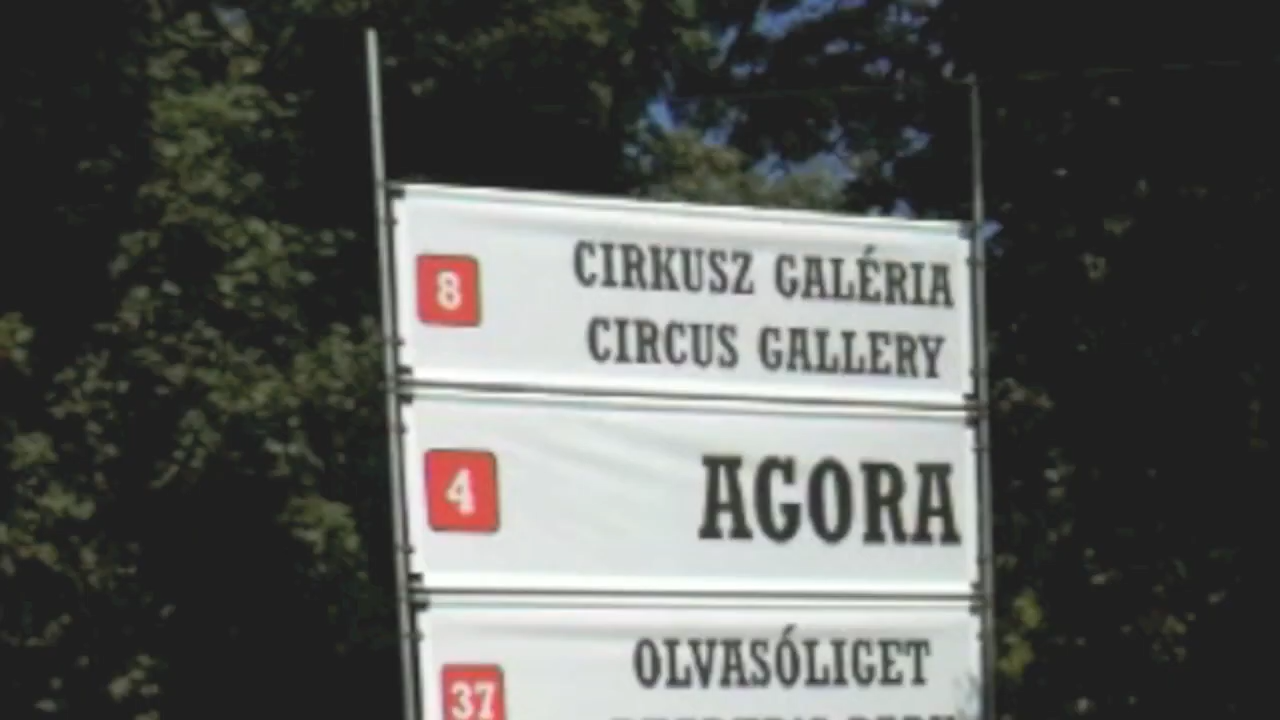 8
CIRKUSZ GALÉRIA
CIRCUS GALLERY
4
AGORA
37
OLVASÓLIGET